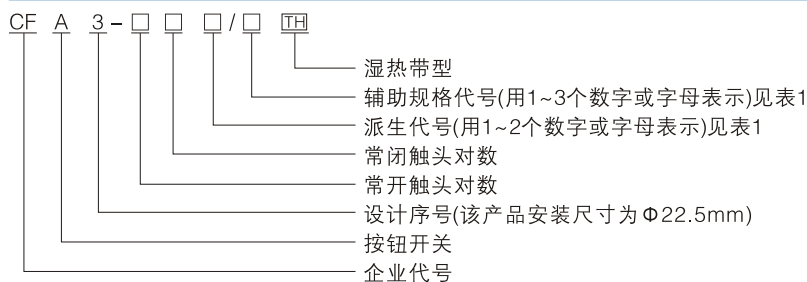 CF A 3-□ □ □/□ TH
湿热带型
辅助规格代号(用1~3个数字或字母表示)见表1
派生代号(用1~2个数字或字母表示)见表1
常闭触头对数
常开触头对数
设计序号(该产品安装尺寸为Φ22.5mm)
按钮开关
企业代号